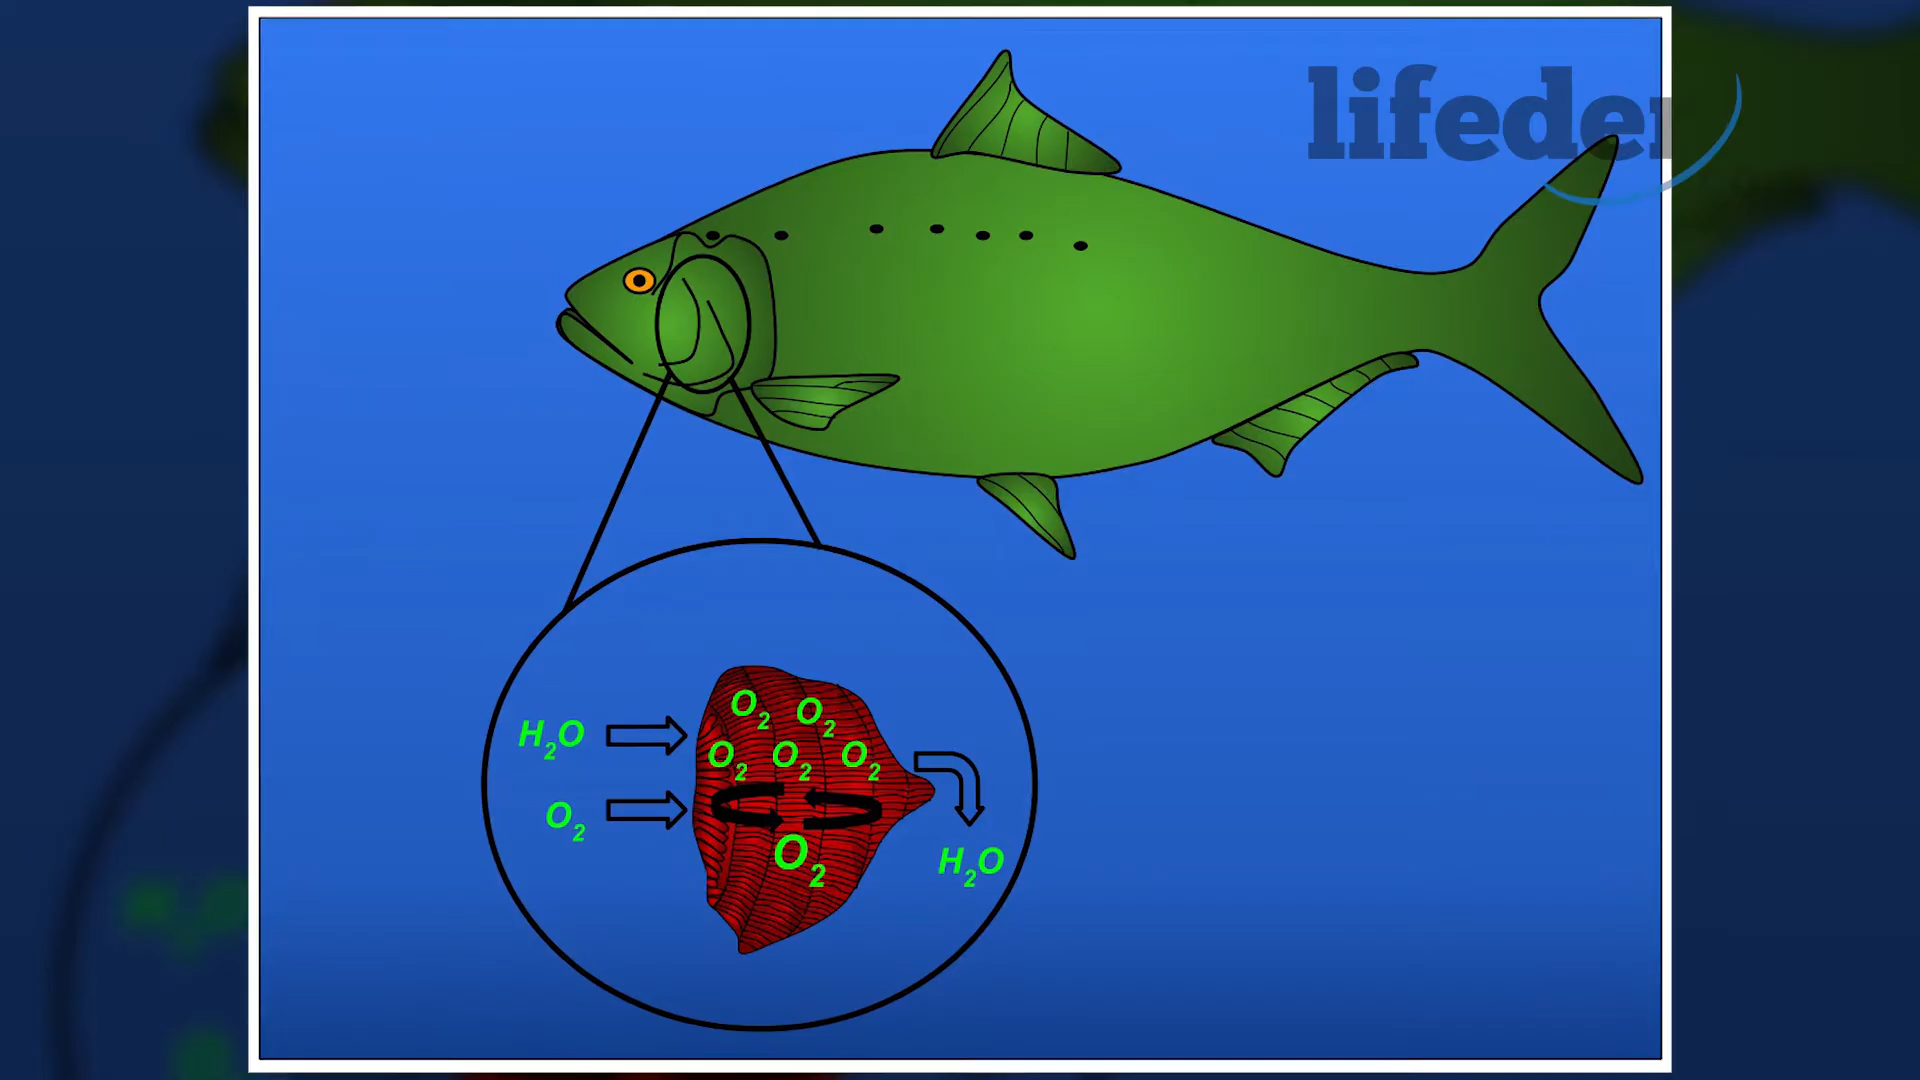 lifeder
O₂ O₂
H₂O
O₂ O₂ O₂
O₂
O₂
H₂O